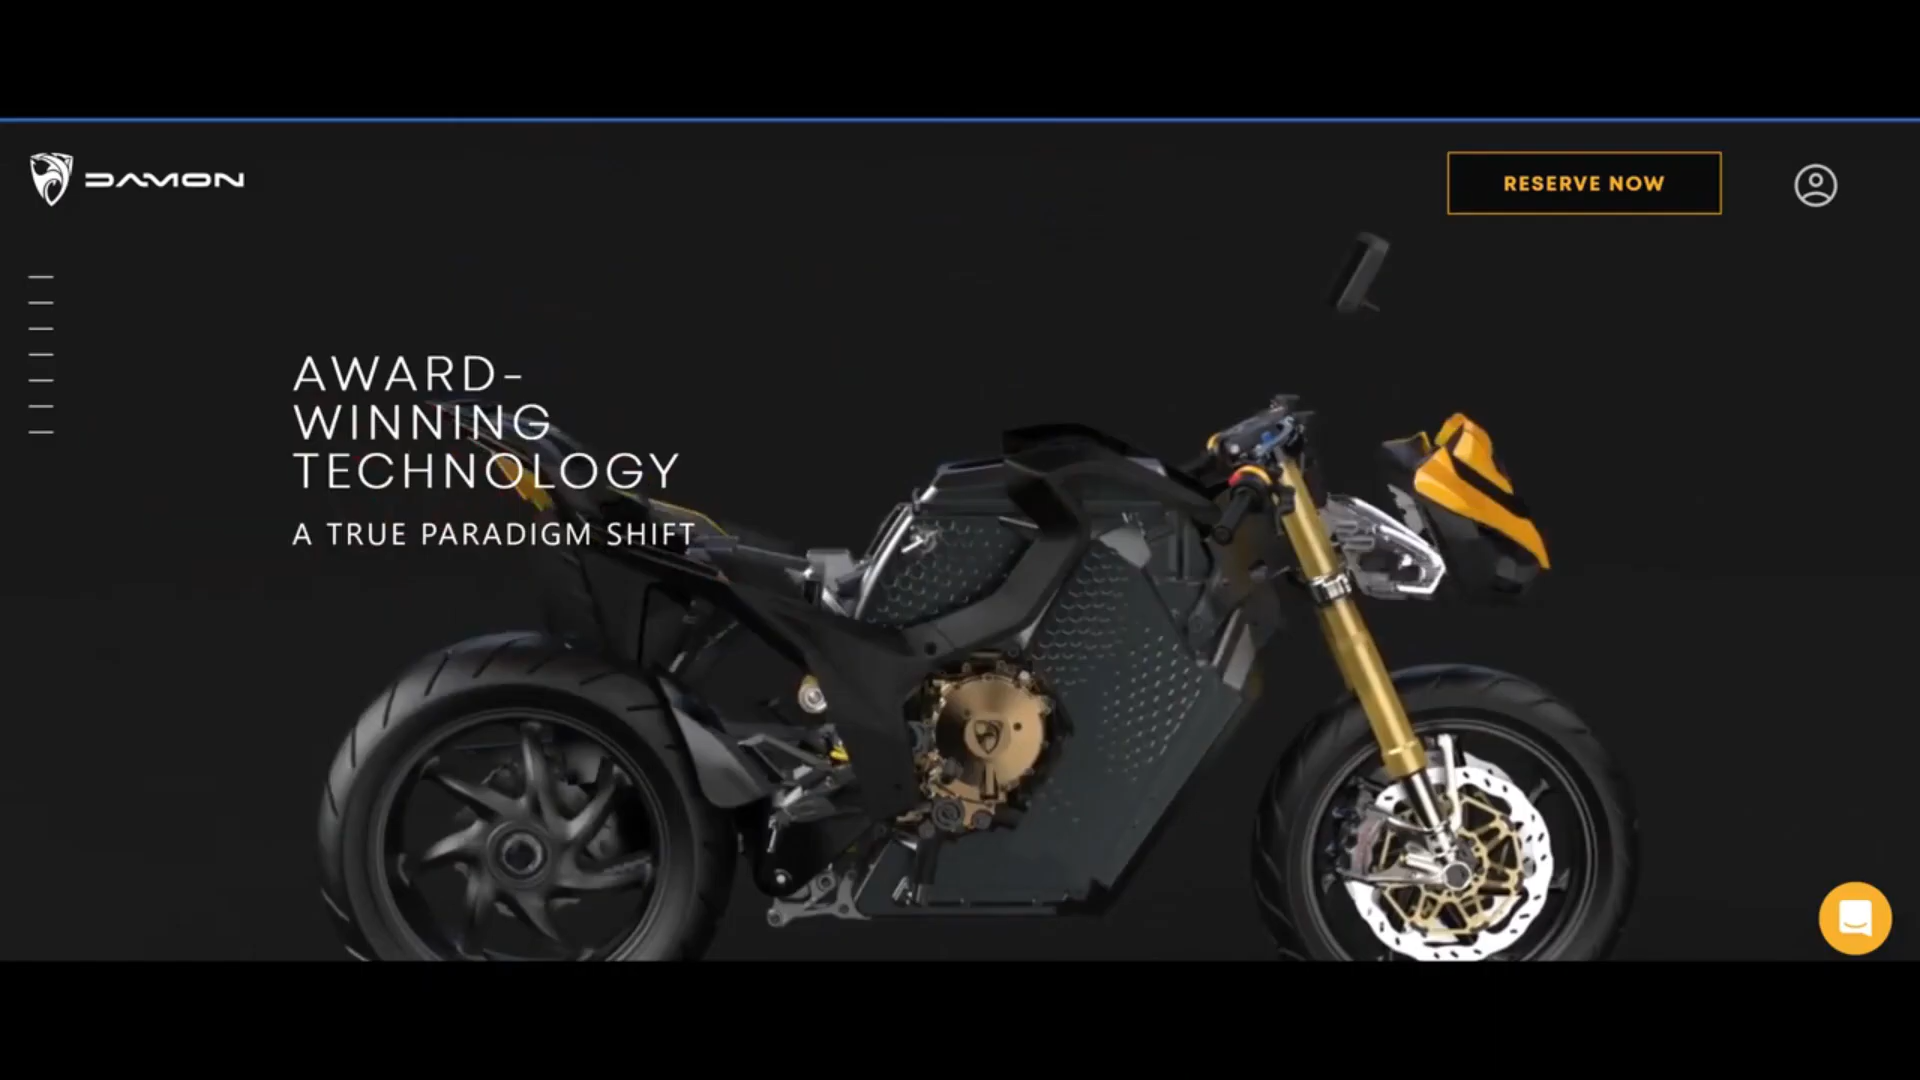 DAMON
RESERVE NOW
AWARD-
WINNING
TECHNOLOGY
A TRUE PARADIGM SHIFT